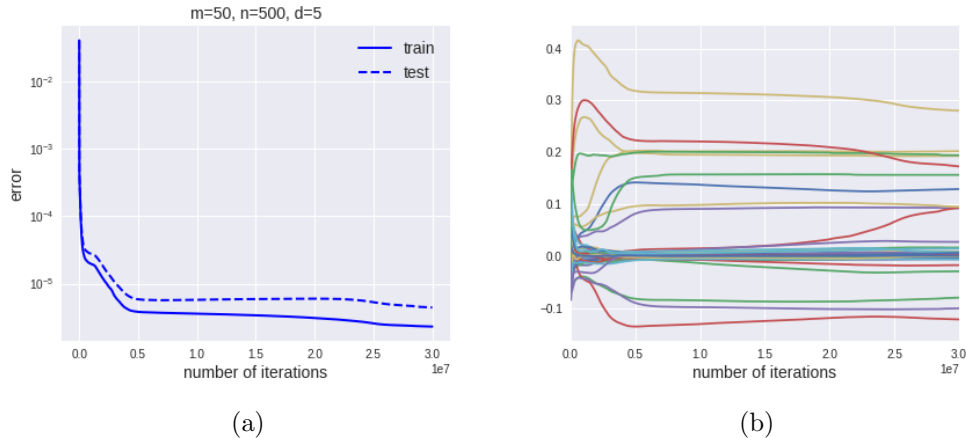 m=50, n=500, d=5
train
test
error
10⁻²
10⁻³
10⁻⁴
10⁻⁵
0.0 0.5 1.0 1.5 2.0 2.5 3.0
1e7
number of iterations
(a)
0.4
0.3
0.2
0.1
0.0
−0.1
0.0 0.5 1.0 1.5 2.0 2.5 3.0
1e7
number of iterations
(b)